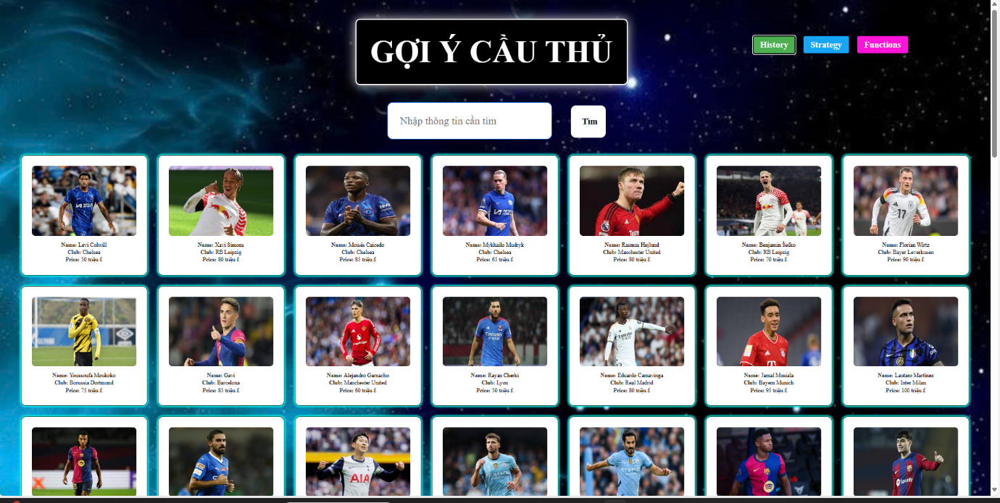 GỢI Ý CẦU THỦ
History
Strategy
Functions
Nhập thông tin cần tìm
Tìm
Name: Levi Colwill
Club: Chelsea
Price: 50 triệu £
Name: Xavi Simons
Club: RB Leipzig
Price: 80 triệu £
Name: Moisés Caicedo
Club: Chelsea
Price: 85 triệu £
Name: Mykhailo Mudryk
Club: Chelsea
Price: 65 triệu £
Name: Rasmus Højlund
Club: Manchester United
Price: 80 triệu £
Name: Benjamin Šeško
Club: RB Leipzig
Price: 70 triệu £
Name: Florian Wirtz
Club: Bayer Leverkusen
Price: 90 triệu £
Name: Youssoufa Moukoko
Club: Borussia Dortmund
Price: 75 triệu £
Name: Gavi
Club: Barcelona
Price: 85 triệu £
Name: Alejandro Garnacho
Club: Manchester United
Price: 60 triệu £
Name: Rayan Cherki
Club: Lyon
Price: 50 triệu £
Name: Eduardo Camavinga
Club: Real Madrid
Price: 80 triệu £
Name: Jamal Musiala
Club: Bayern Munich
Price: 95 triệu £
Name: Lautaro Martínez
Club: Inter Milan
Price: 100 triệu £
AIA